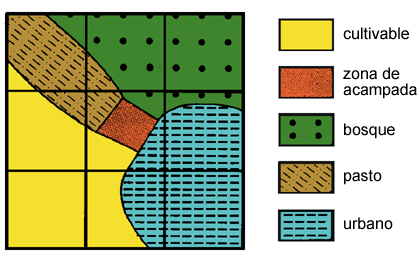 cultivable
zona de
acampada
bosque
pasto
urbano